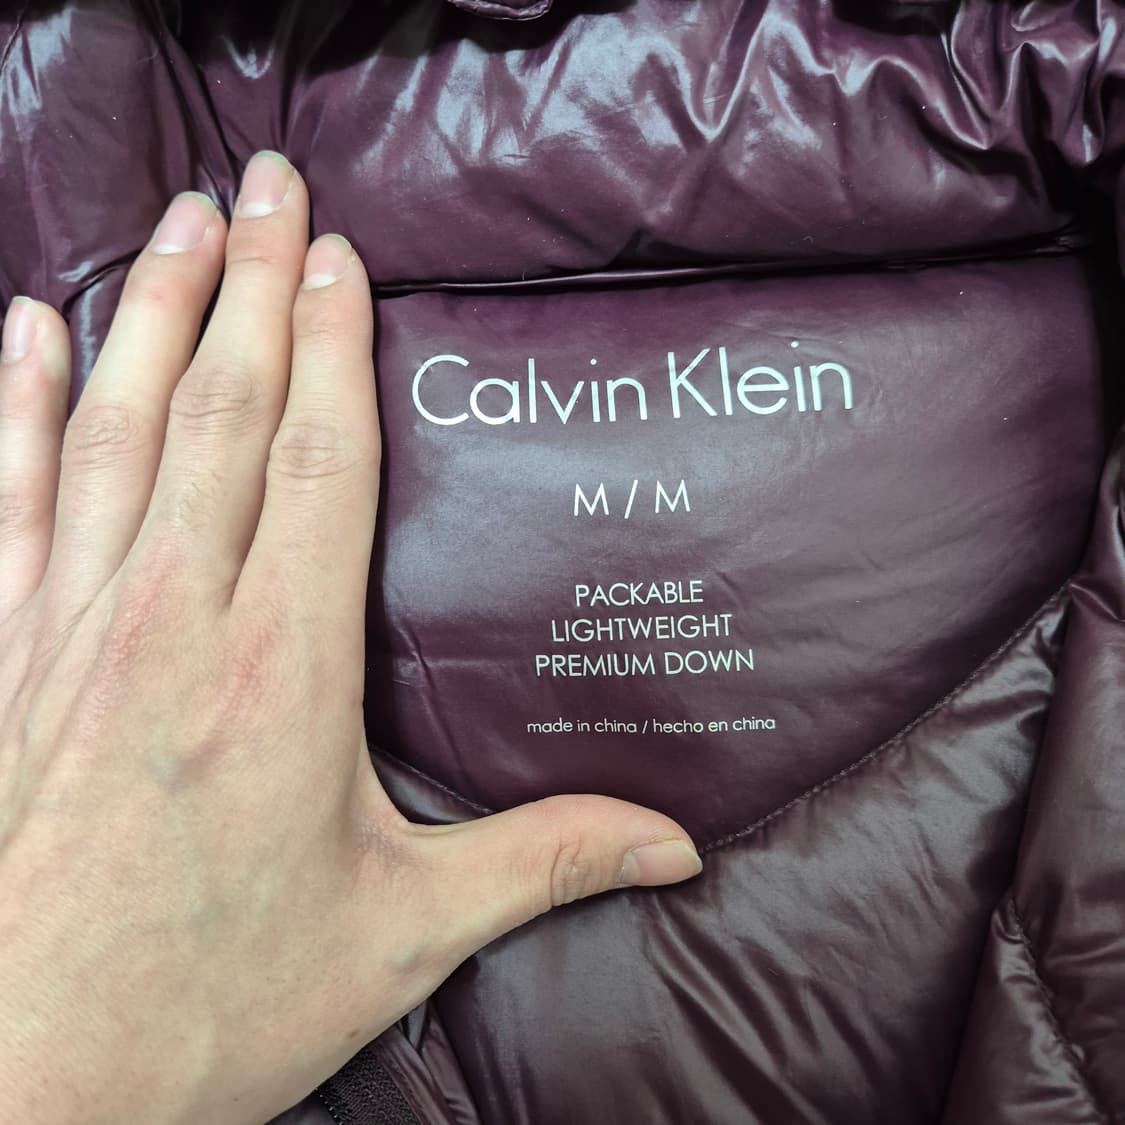 Calvin Klein
M / M
PACKABLE
LIGHTWEIGHT
PREMIUM DOWN
made in china / hecho en china